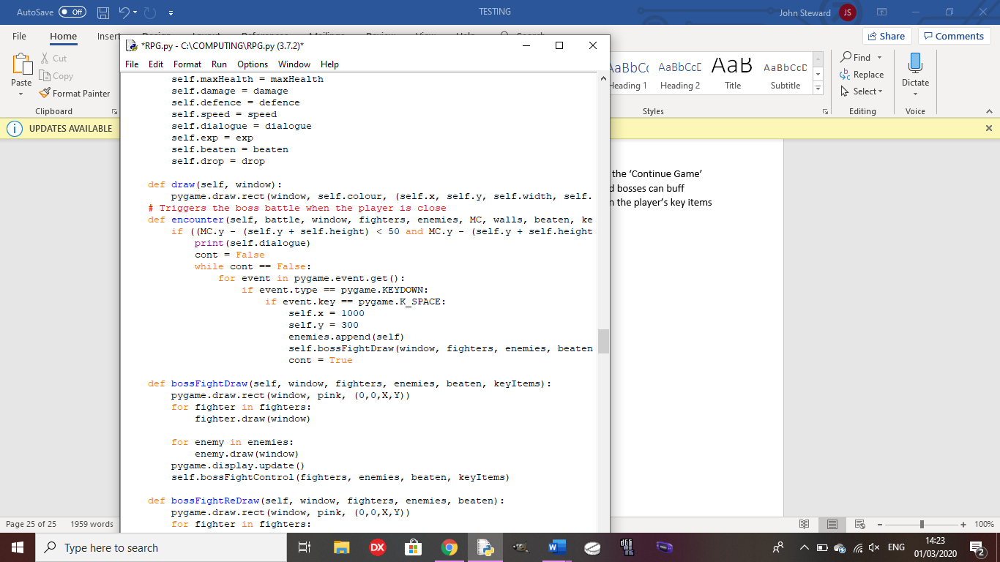 AutoSave Off
TESTING
John Steward JS
File Home Insert
Share Comments
Paste
Cut
Copy
Format Painter
Clipboard
*RPG.py - C:\COMPUTING\RPG.py (3.7.2)*
File Edit Format Run Options Window Help
AaBbCc AaBbCcD AaB AaBbCcD
Heading 1 Heading 2 Title Subtitle
Styles
Find
Replace
Select
Editing
Dictate
Voice
UPDATES AVAILABLE
self.maxHealth = maxHealth
self.damage = damage
self.defence = defence
self.speed = speed
self.dialogue = dialogue
self.exp = exp
self.beaten = beaten
self.drop = drop
def draw(self, window):
pygame.draw.rect(window, self.colour, (self.x, self.y, self.width, self.
# Triggers the boss battle when the player is close
def encounter(self, battle, window, fighters, enemies, MC, walls, beaten, ke
if ((MC.y - (self.y + self.height) < 50 and MC.y - (self.y + self.height
print(self.dialogue)
cont = False
while cont == False:
for event in pygame.event.get():
if event.type == pygame.KEYDOWN:
if event.key == pygame.K_SPACE:
self.x = 1000
self.y = 300
enemies.append(self)
self.bossFightDraw(window, fighters, enemies, beaten
cont = True
def bossFightDraw(self, window, fighters, enemies, beaten, keyItems):
pygame.draw.rect(window, pink, (0,0,X,Y))
for fighter in fighters:
fighter.draw(window)
for enemy in enemies:
enemy.draw(window)
pygame.display.update()
self.bossFightControl(fighters, enemies, beaten, keyItems)
def bossFightReDraw(self, window, fighters, enemies, beaten):
pygame.draw.rect(window, pink, (0,0,X,Y))
for fighter in fighters:
the ‘Continue Game’
d bosses can buff
n the player’s key items
Page 25 of 25 1959 words
100%
Type here to search
DX
ENG
14:23
01/03/2020
2